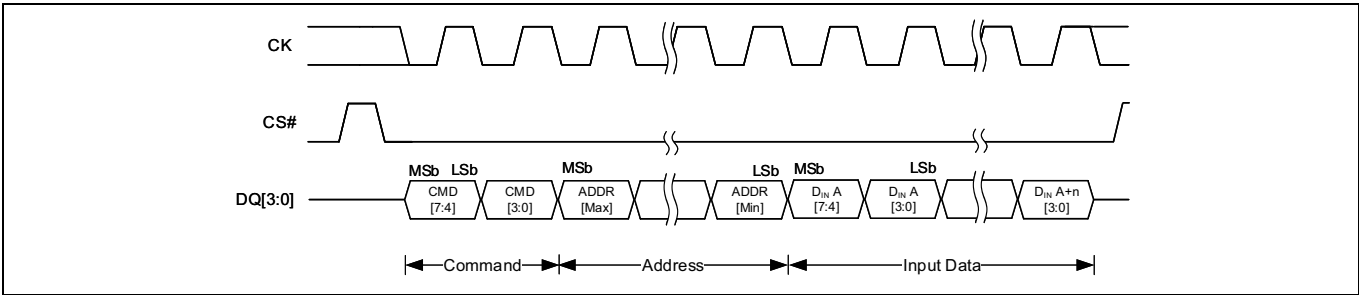 CK
CS#
MSb LSb MSb LSb MSb LSb
DQ[3:0] CMD [7:4] CMD [3:0] ADDR [Max] ADDR [Min] DIN A [7:4] DIN A [3:0] DIN A+n [3:0]
Command Address Input Data